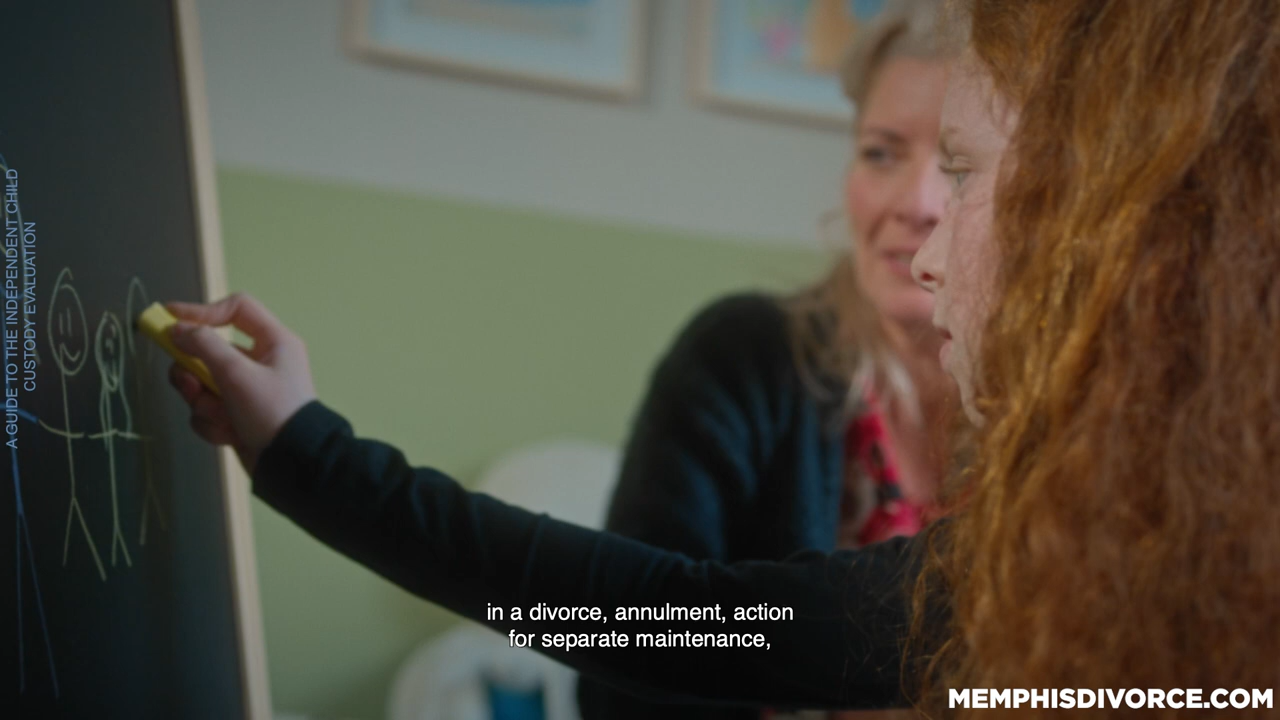 A GUIDE TO THE INDEPENDENT CHILD
CUSTODY EVALUATION
in a divorce, annulment, action
for separate maintenance,
MEMPHISDIVORCE.COM